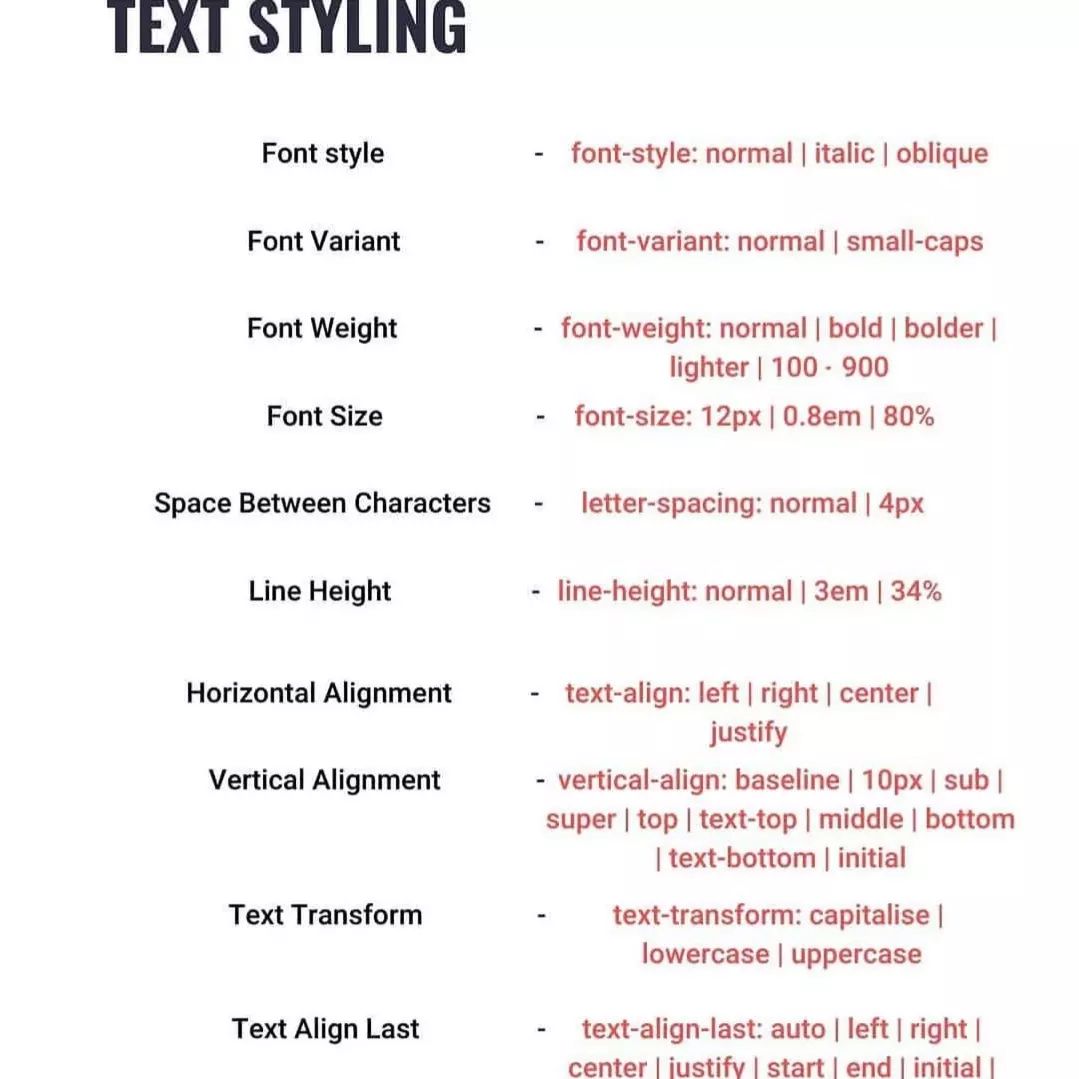 TEXT STYLING
Font style - font-style: normal | italic | oblique
Font Variant - font-variant: normal | small-caps
Font Weight - font-weight: normal | bold | bolder |
lighter | 100 - 900
Font Size - font-size: 12px | 0.8em | 80%
Space Between Characters - letter-spacing: normal | 4px
Line Height - line-height: normal | 3em | 34%
Horizontal Alignment - text-align: left | right | center |
justify
Vertical Alignment - vertical-align: baseline | 10px | sub |
super | top | text-top | middle | bottom
| text-bottom | initial
Text Transform - text-transform: capitalise |
lowercase | uppercase
Text Align Last - text-align-last: auto | left | right |
center | justify | start | end | initial |